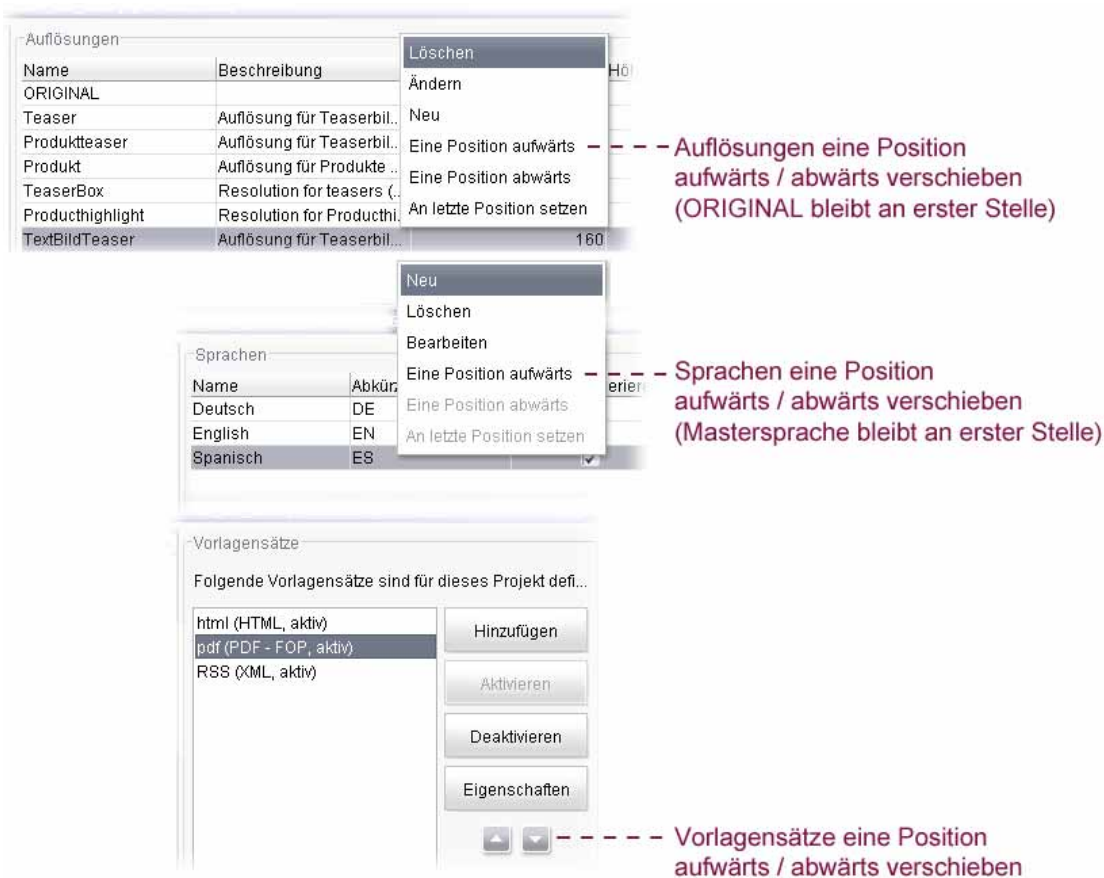 Auflösungen
Name Beschreibung Höh
ORIGINAL
Teaser Auflösung für Teaserbil...
Produktteaser Auflösung für Teaserbil...
Produkt Auflösung für Produkte ...
TeaserBox Resolution for teasers (...
Producthighlight Resolution for Producthi...
TextBildTeaser Auflösung für Teaserbil... 160
Löschen
Ändern
Neu
Eine Position aufwärts
Eine Position abwärts
An letzte Position setzen
Auflösungen eine Position
aufwärts / abwärts verschieben
(ORIGINAL bleibt an erster Stelle)
Neu
Löschen
Bearbeiten
Eine Position aufwärts
Eine Position abwärts
An letzte Position setzen
Sprachen
Name Abkürz eriere
Deutsch DE
English EN
Spanisch ES
Sprachen eine Position
aufwärts / abwärts verschieben
(Mastersprache bleibt an erster Stelle)
Vorlagensätze
Folgende Vorlagensätze sind für dieses Projekt defi...
html (HTML, aktiv)
pdf (PDF - FOP, aktiv)
RSS (XML, aktiv)
Hinzufügen
Aktivieren
Deaktivieren
Eigenschaften
Vorlagensätze eine Position
aufwärts / abwärts verschieben